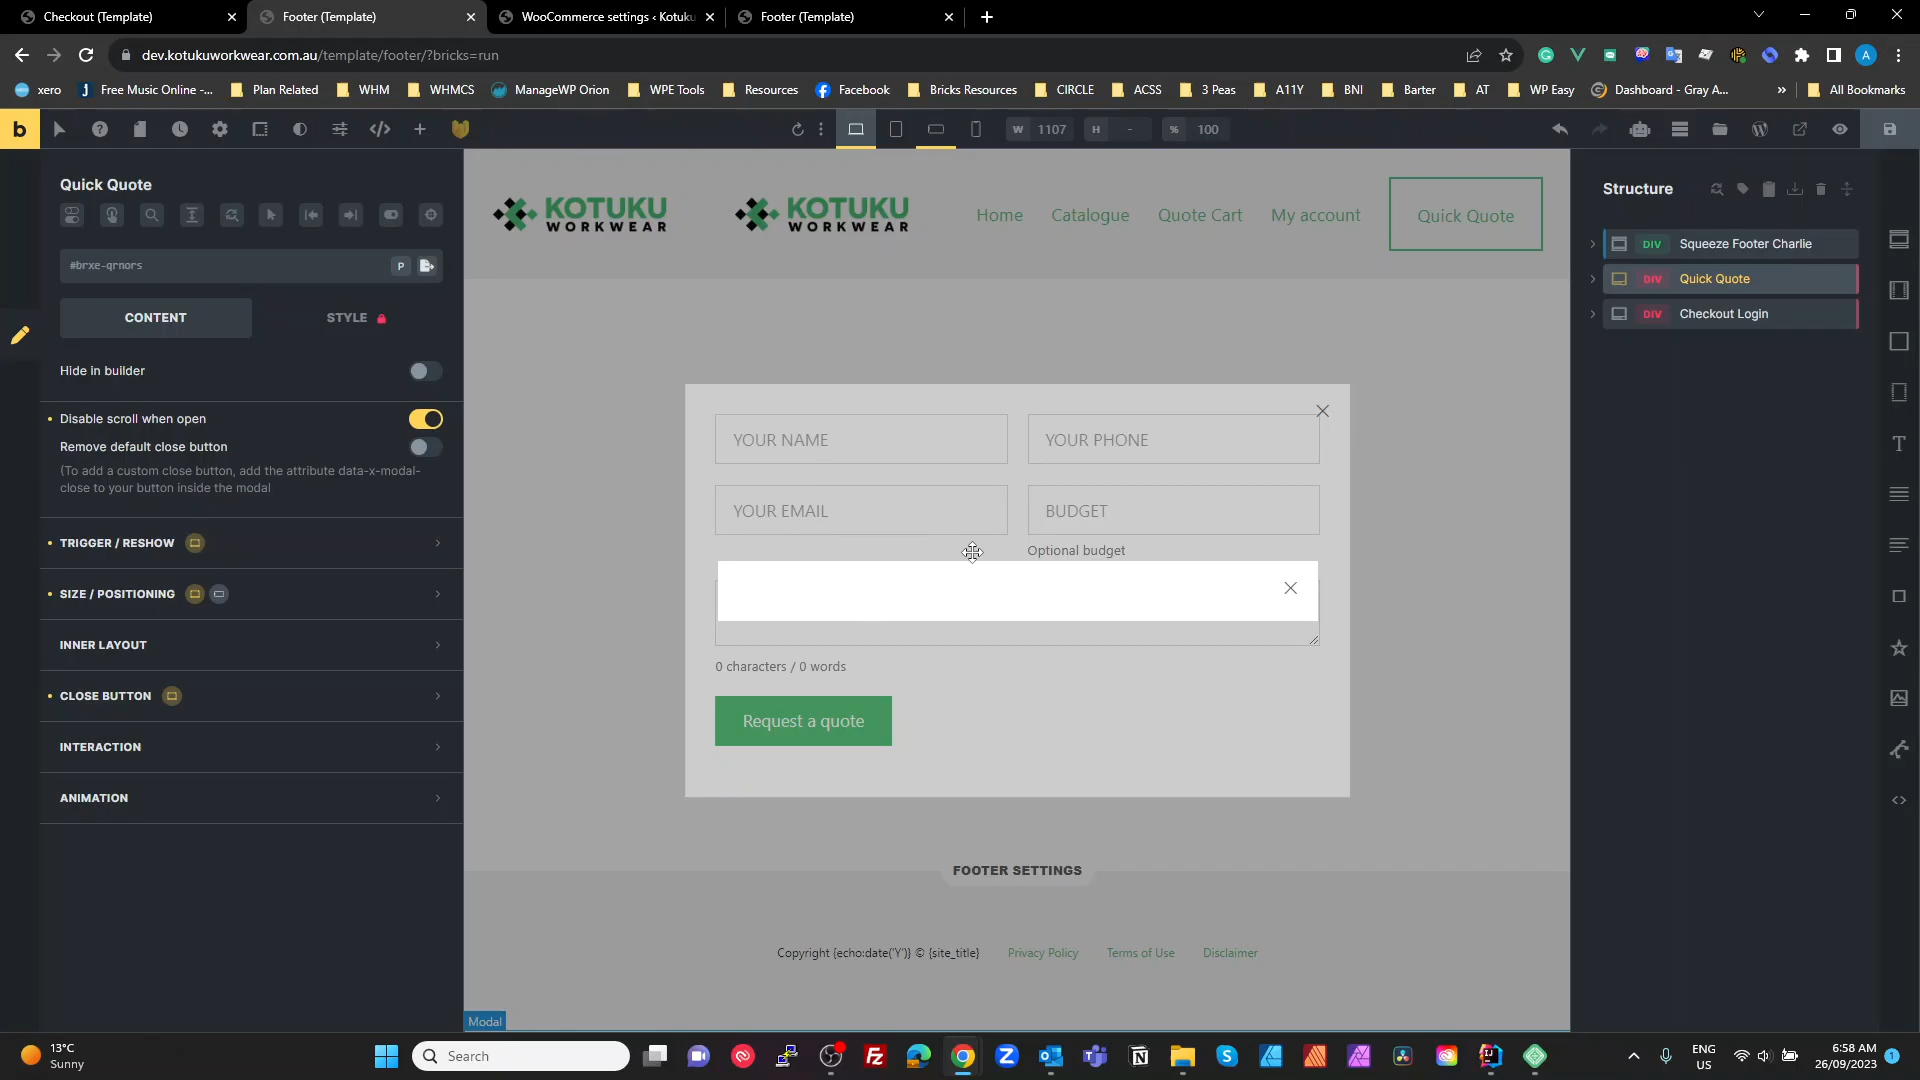 Checkout (Template)
Footer (Template)
WooCommerce settings ‹ Kotuku
Footer (Template)
dev.kotukuworkwear.com.au/template/footer/?bricks=run
xero
Free Music Online -...
Plan Related
WHM
WHMCS
ManageWP Orion
WPE Tools
Resources
Facebook
Bricks Resources
CIRCLE
ACSS
3 Peas
A11Y
BNI
Barter
AT
WP Easy
Dashboard - Gray A...
»
All Bookmarks
b
W 1107
H -
% 100
Quick Quote
#brxe-qrnors
P
CONTENT
STYLE
Hide in builder
Disable scroll when open
Remove default close button
(To add a custom close button, add the attribute data-x-modal-
close to your button inside the modal
TRIGGER / RESHOW
SIZE / POSITIONING
INNER LAYOUT
CLOSE BUTTON
INTERACTION
ANIMATION
KOTUKU
WORKWEAR
KOTUKU
WORKWEAR
Home
Catalogue
Quote Cart
My account
Quick Quote
YOUR NAME
YOUR PHONE
YOUR EMAIL
BUDGET
Optional budget
0 characters / 0 words
Request a quote
FOOTER SETTINGS
Copyright {echo:date('Y')} © {site_title}
Privacy Policy
Terms of Use
Disclaimer
Modal
Structure
DIV Squeeze Footer Charlie
DIV Quick Quote
DIV Checkout Login
13°C
Sunny
Search
ENG
US
6:58 AM
26/09/2023
1